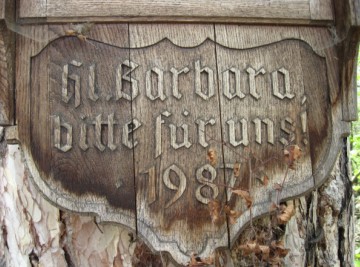 Hl. Barbara,
bitte für uns!
· 1987 ·